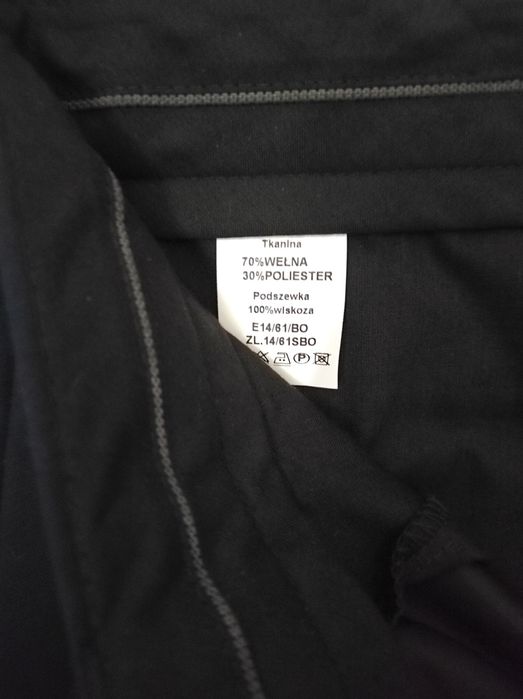 Tkanina
70%WEŁNA
30%POLIESTER
Podszewka
100%wiskoza
E14/61/BO
ZL.14/61SBO
P